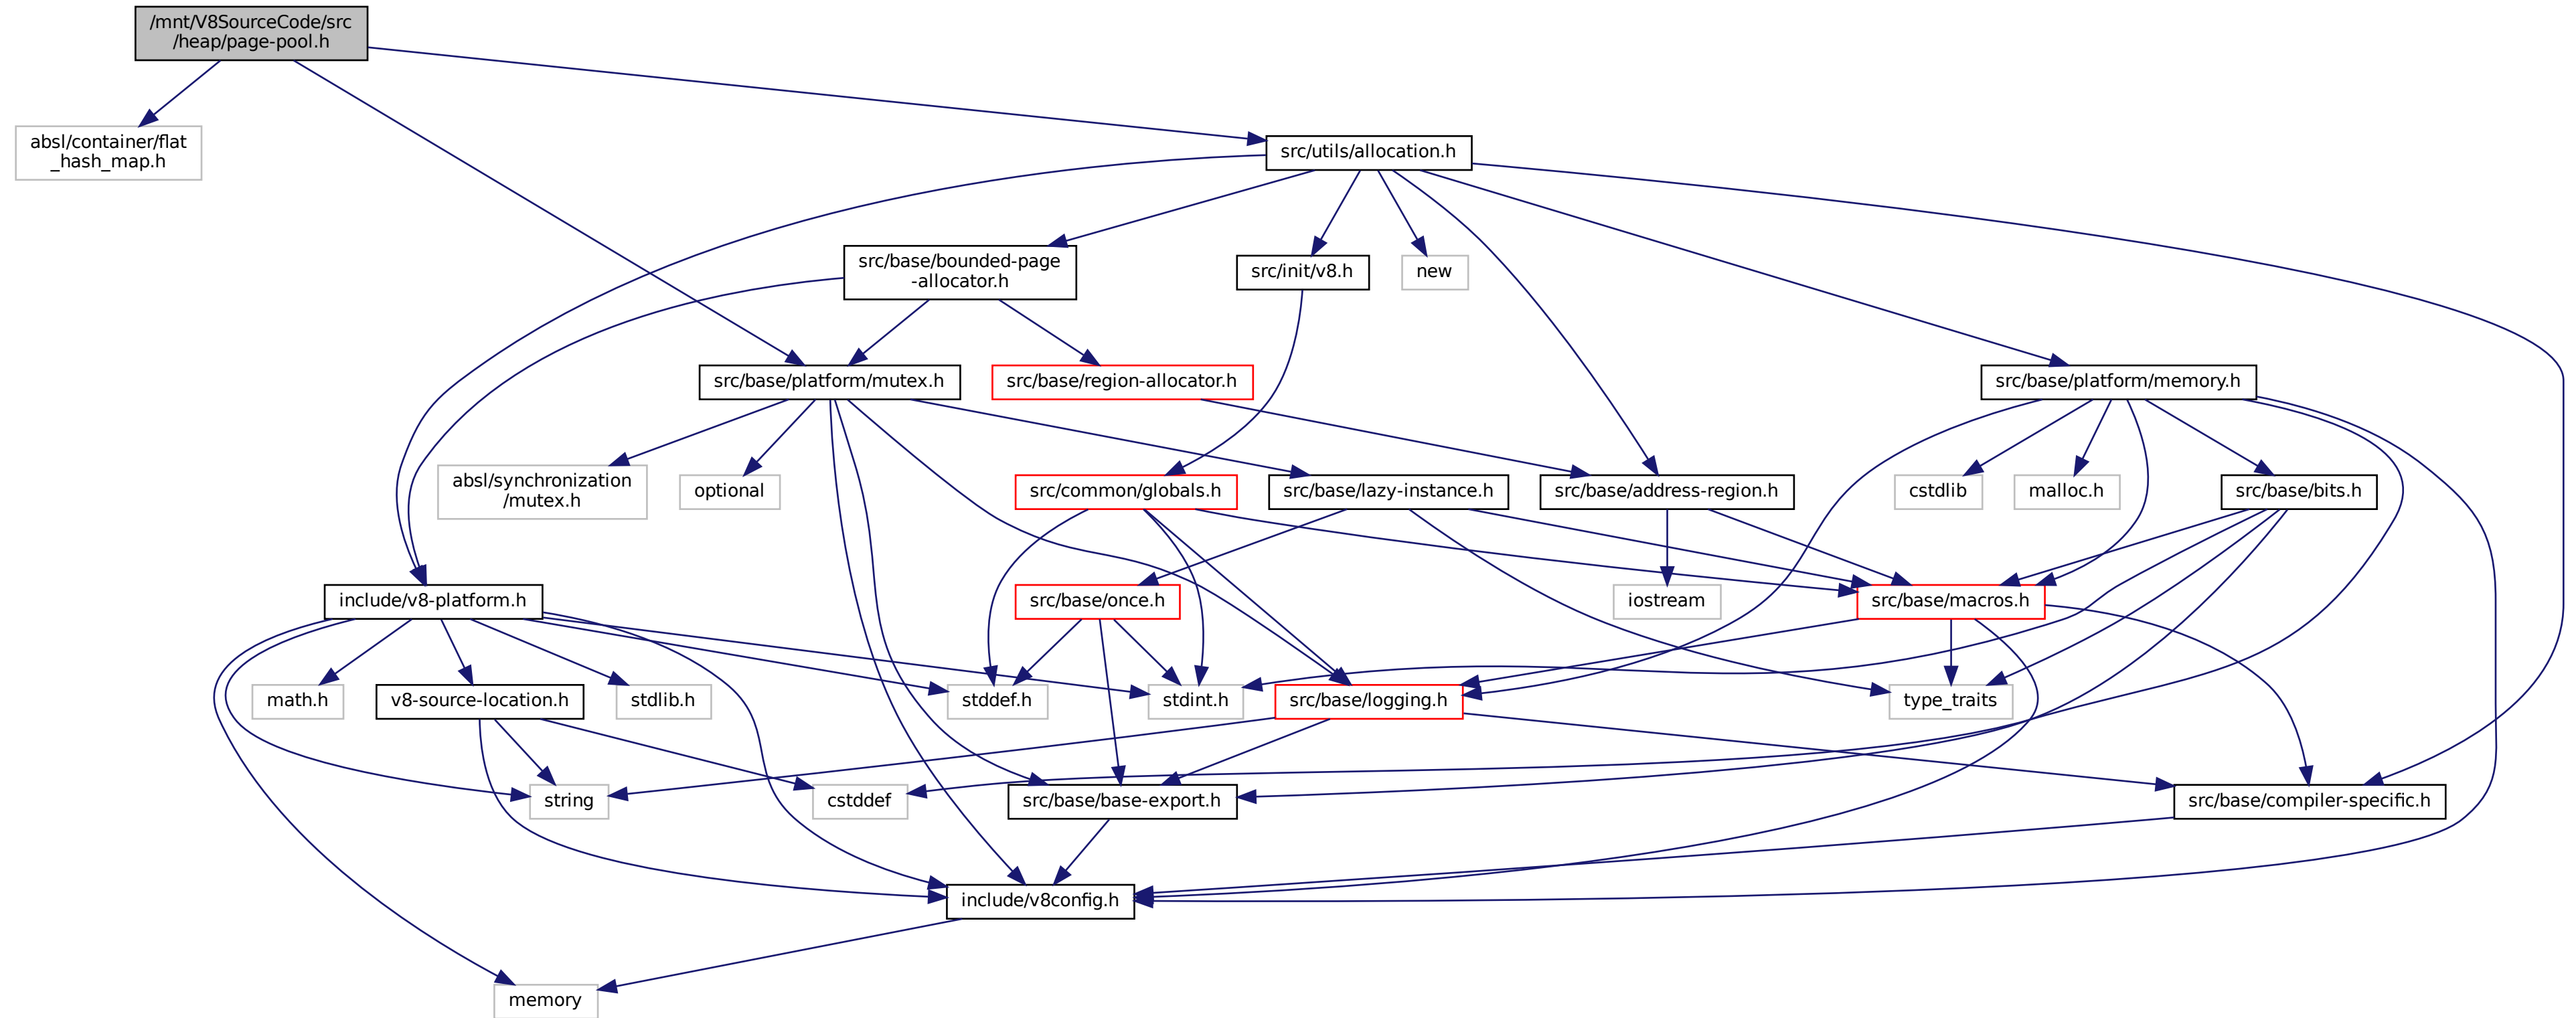 /mnt/V8SourceCode/src
/heap/page-pool.h
absl/container/flat
_hash_map.h
src/utils/allocation.h
src/base/bounded-page
-allocator.h
src/init/v8.h
new
src/base/platform/mutex.h
src/base/region-allocator.h
src/base/platform/memory.h
absl/synchronization
/mutex.h
optional
src/common/globals.h
src/base/lazy-instance.h
src/base/address-region.h
cstdlib
malloc.h
src/base/bits.h
include/v8-platform.h
src/base/once.h
iostream
src/base/macros.h
math.h
v8-source-location.h
stdlib.h
stddef.h
stdint.h
src/base/logging.h
type_traits
string
cstddef
src/base/base-export.h
src/base/compiler-specific.h
include/v8config.h
memory